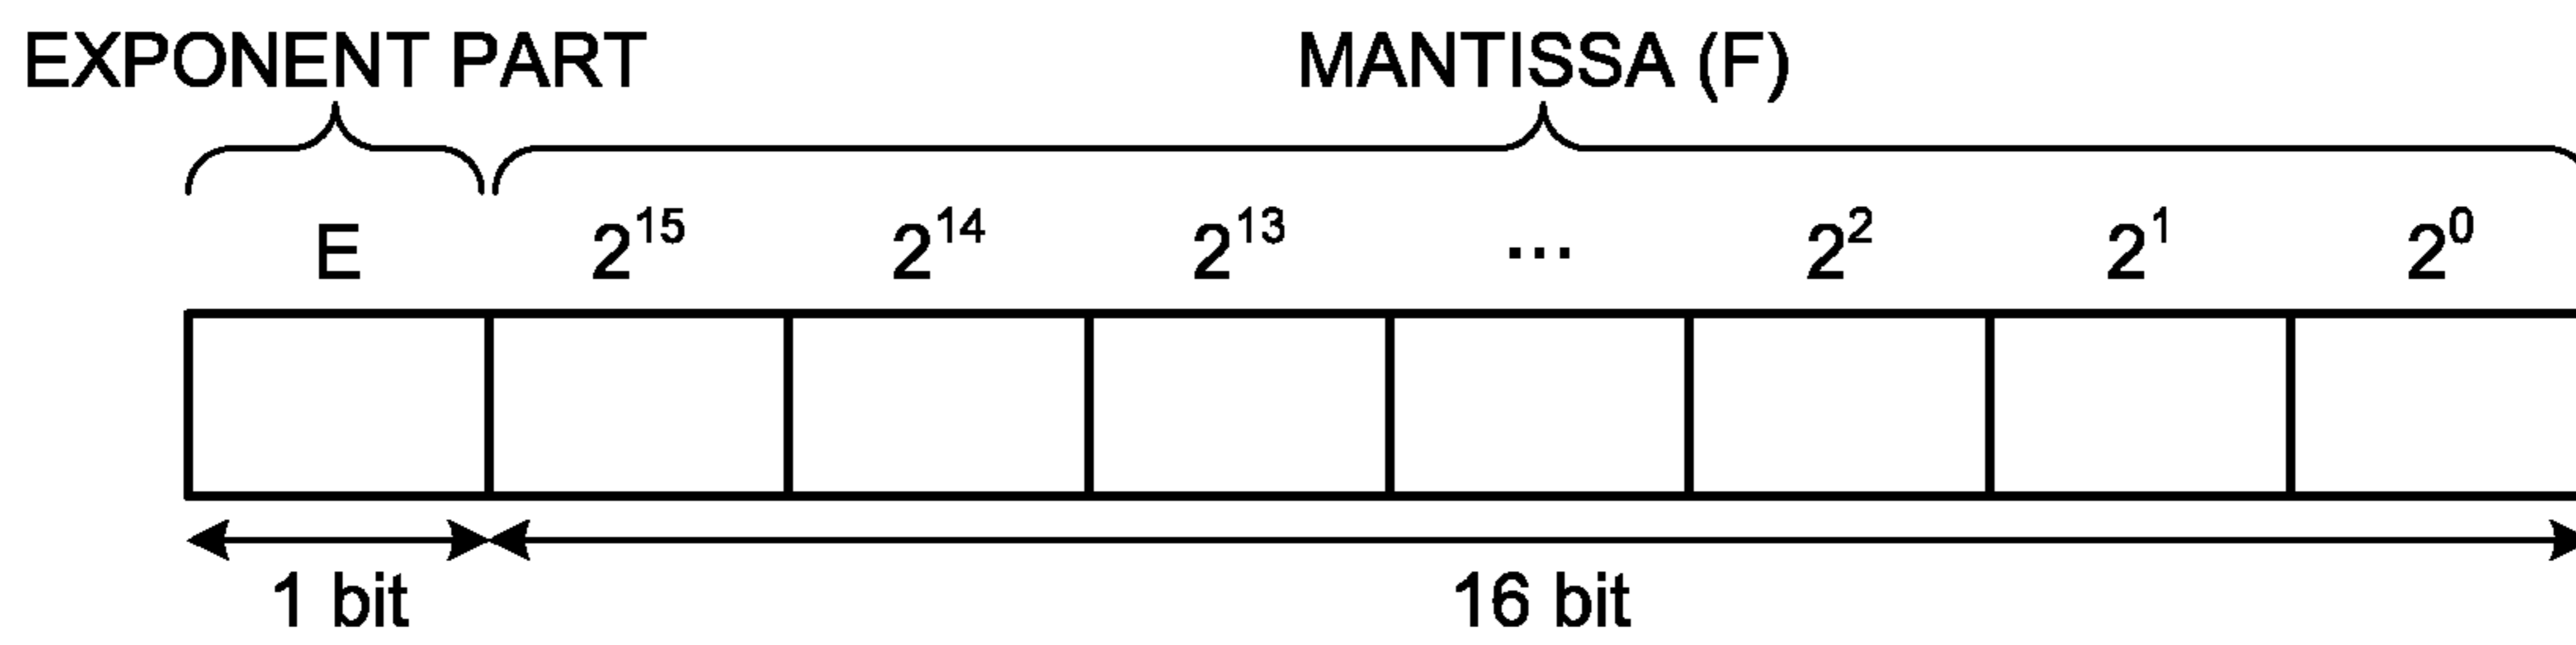 EXPONENT PART MANTISSA (F)
E 2^15 2^14 2^13 ... 2^2 2^1 2^0
1 bit 16 bit